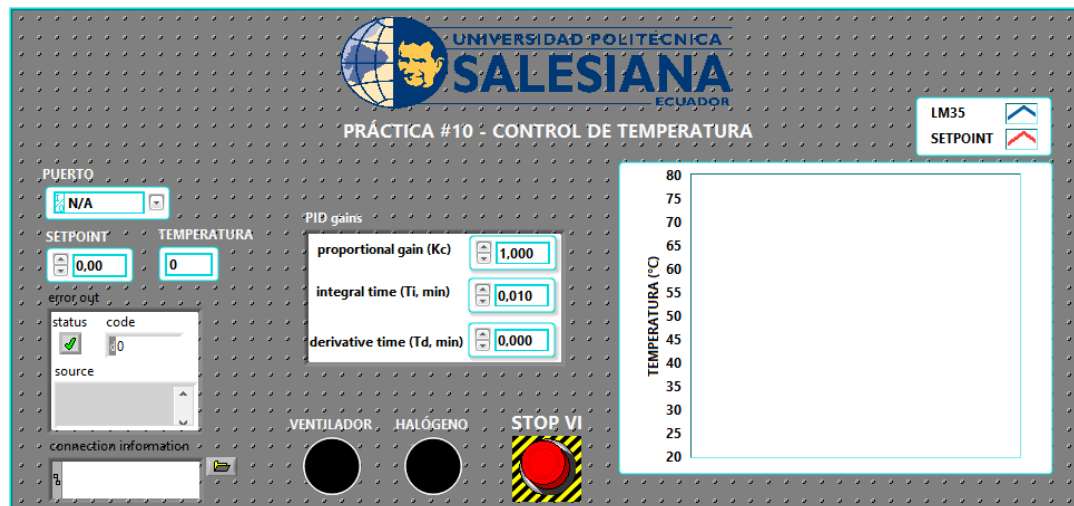 UNIVERSIDAD POLITÉCNICA
SALESIANA
ECUADOR
PRÁCTICA #10 - CONTROL DE TEMPERATURA
LM35
SETPOINT
PUERTO
N/A
SETPOINT
TEMPERATURA
0,00
0
error out
status
code
0
source
connection information
PID gains
proportional gain (Kc)
1,000
integral time (Ti, min)
0,010
derivative time (Td, min)
0,000
VENTILADOR
HALÓGENO
STOP VI
TEMPERATURA (°C)
80
75
70
65
60
55
50
45
40
35
30
25
20